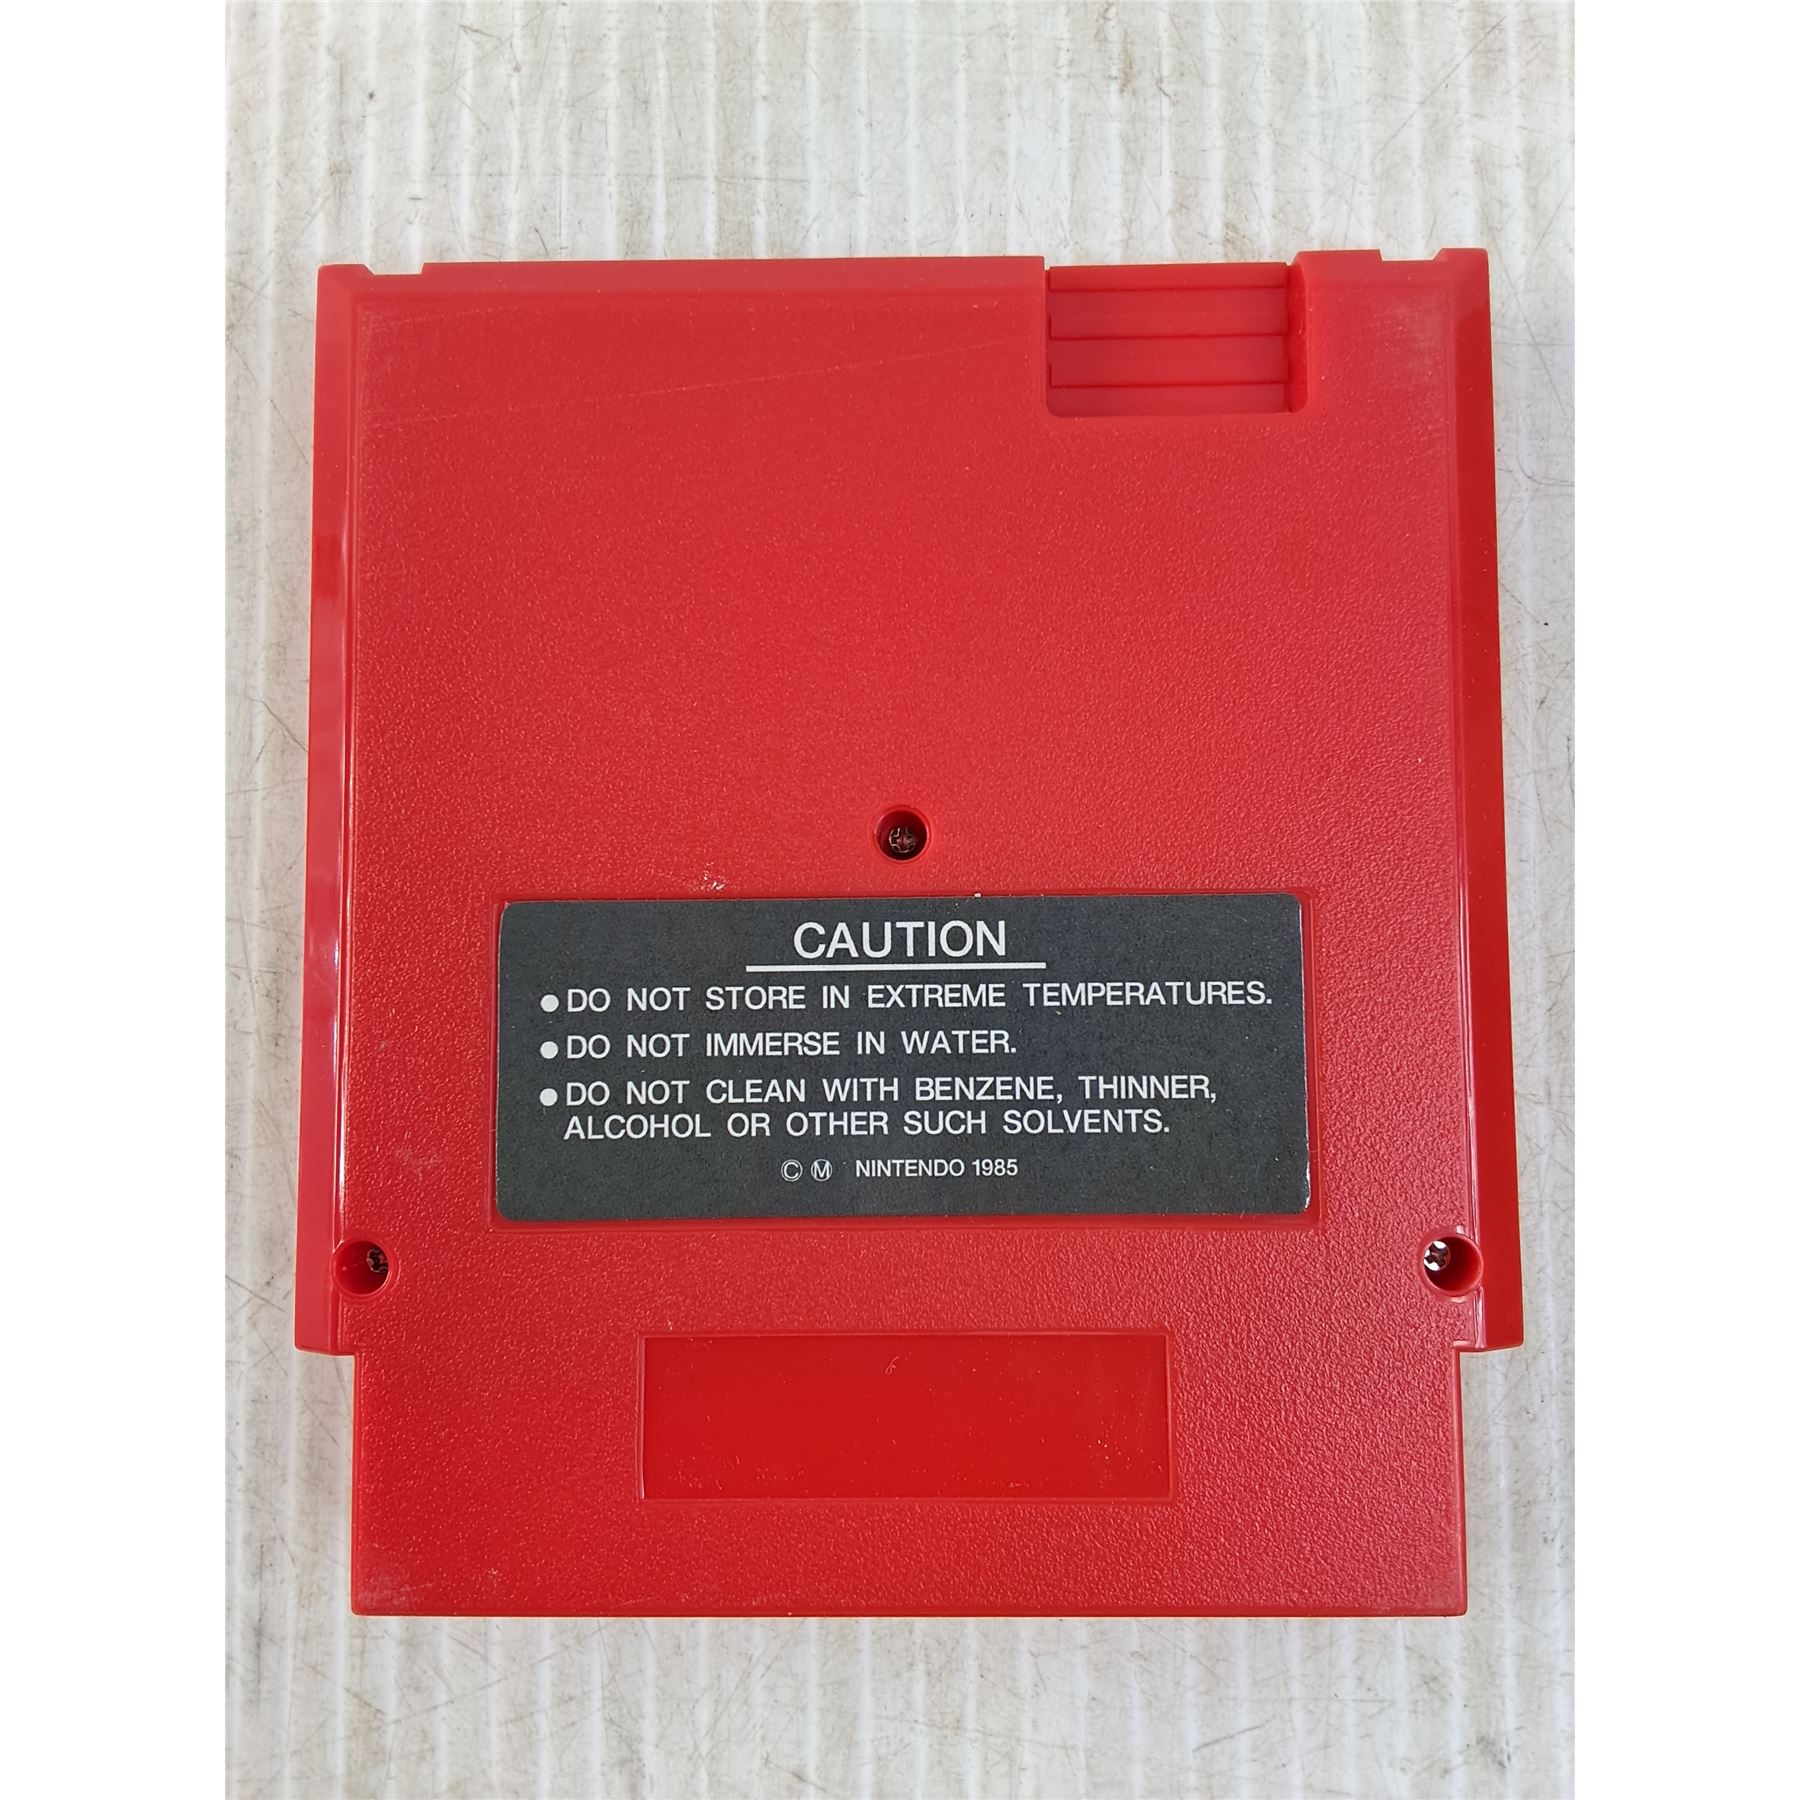 CAUTION
●DO NOT STORE IN EXTREME TEMPERATURES.
●DO NOT IMMERSE IN WATER.
●DO NOT CLEAN WITH BENZENE, THINNER,
ALCOHOL OR OTHER SUCH SOLVENTS.
Ⓒ Ⓜ NINTENDO 1985